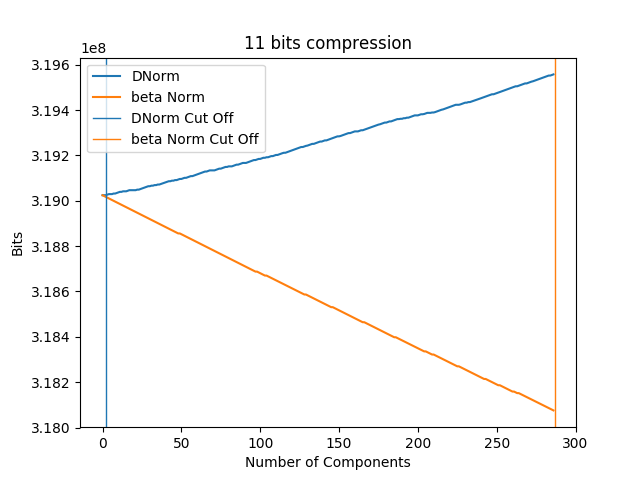 11 bits compression
1e8
3.196
3.194
3.192
3.190
3.188
3.186
3.184
3.182
3.180
Bits
DNorm
beta Norm
DNorm Cut Off
beta Norm Cut Off
0 50 100 150 200 250 300
Number of Components